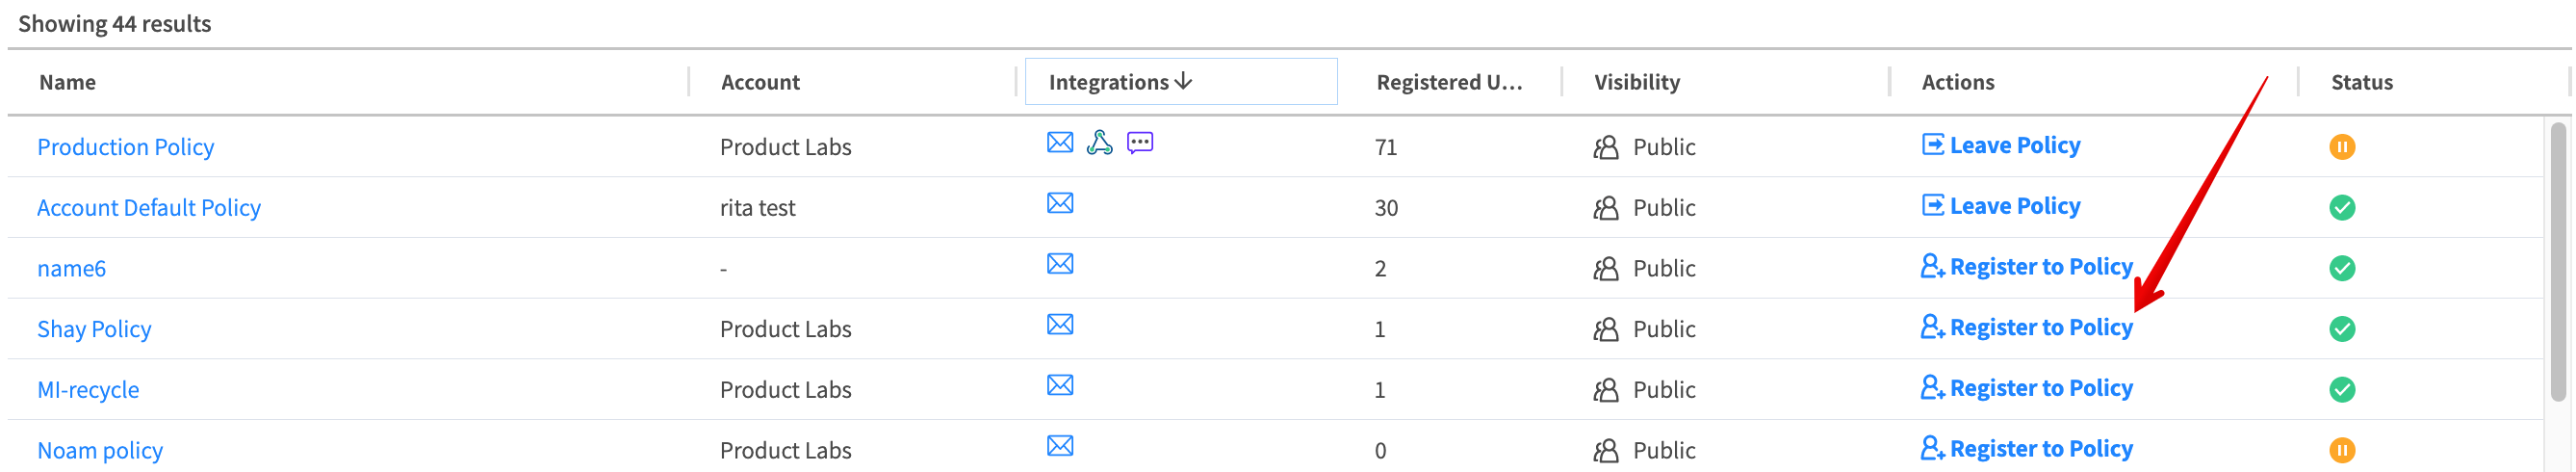 Showing 44 results
Name Account Integrations Registered U... Visibility Actions Status
Production Policy Product Labs 71 Public Leave Policy
Account Default Policy rita test 30 Public Leave Policy
name6 - 2 Public Register to Policy
Shay Policy Product Labs 1 Public Register to Policy
MI-recycle Product Labs 1 Public Register to Policy
Noam policy Product Labs 0 Public Register to Policy